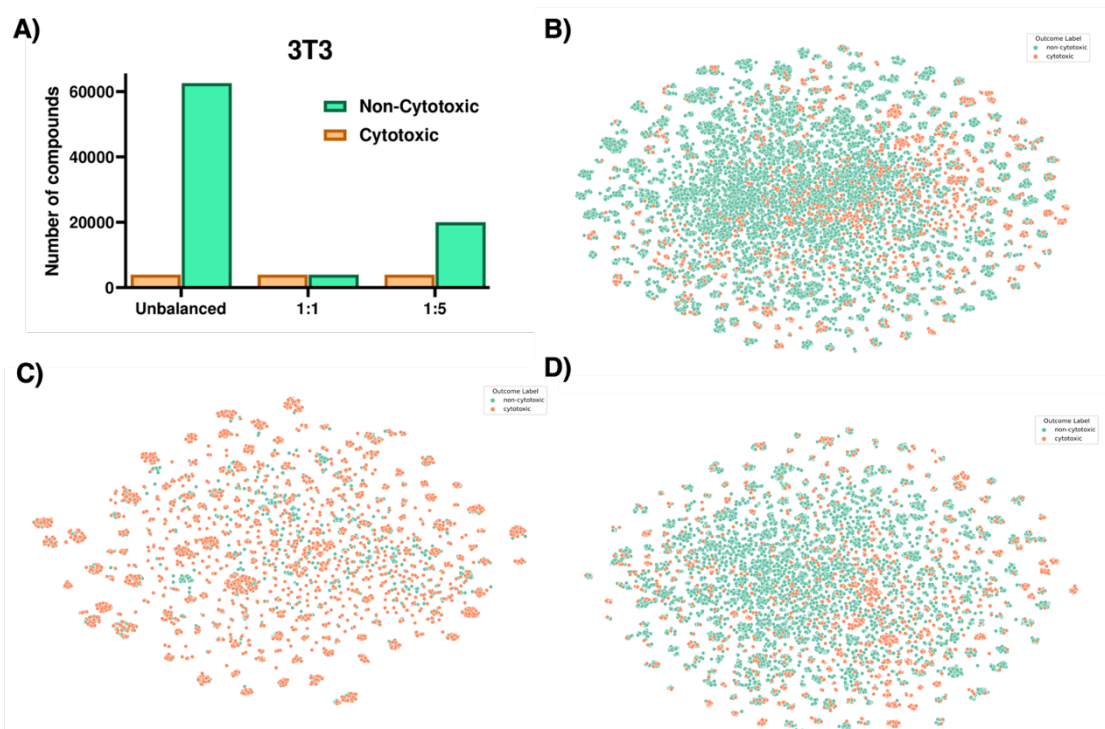 A)
3T3
Number of compounds
60000
40000
20000
0
Non-Cytotoxic
Cytotoxic
Unbalanced
1:1
1:5
B)
Outcome Label
non-cytotoxic
cytotoxic
C)
Outcome Label
non-cytotoxic
cytotoxic
D)
Outcome Label
non-cytotoxic
cytotoxic